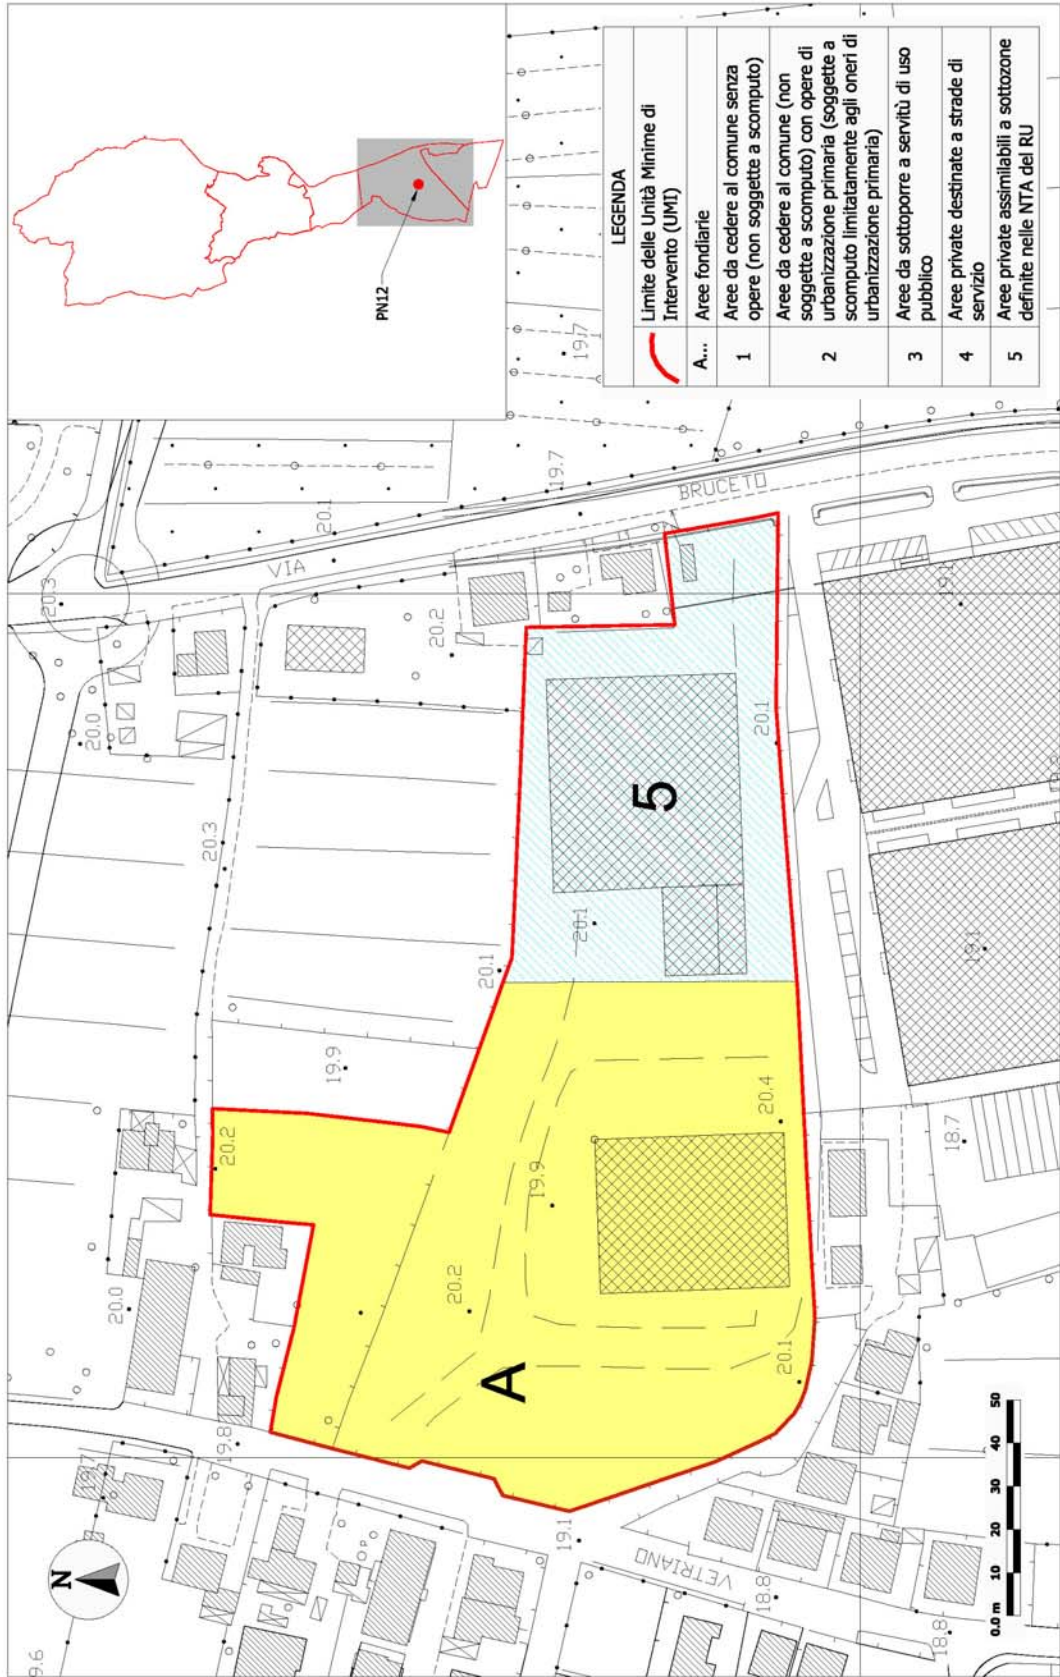 PN12
LEGENDA
Limite delle Unità Minime di
Intervento (UMI)
A... Aree fondiarie
1 Aree da cedere al comune senza
opere (non soggette a scomputo)
2 Aree da cedere al comune (non
soggette a scomputo) con opere di
urbanizzazione primaria (soggette a
scomputo limitatamente agli oneri di
urbanizzazione primaria)
3 Aree da sottoporre a servitù di uso
pubblico
4 Aree private destinate a strade di
servizio
5 Aree private assimilabili a sottozone
definite nelle NTA del RU
N
VIA
BRUCETO
VETRIANO
A
5
20.3
20.0
20.1
19.7
19.7
20.2
20.3
20.1
19.9
20.1
20.1
19.1
19.1
20.2
20.0
19.9
20.4
18.7
20.2
20.1
19.8
19.7
19.1
18.8
18.8
9.6
0.0 m 10 20 30 40 50